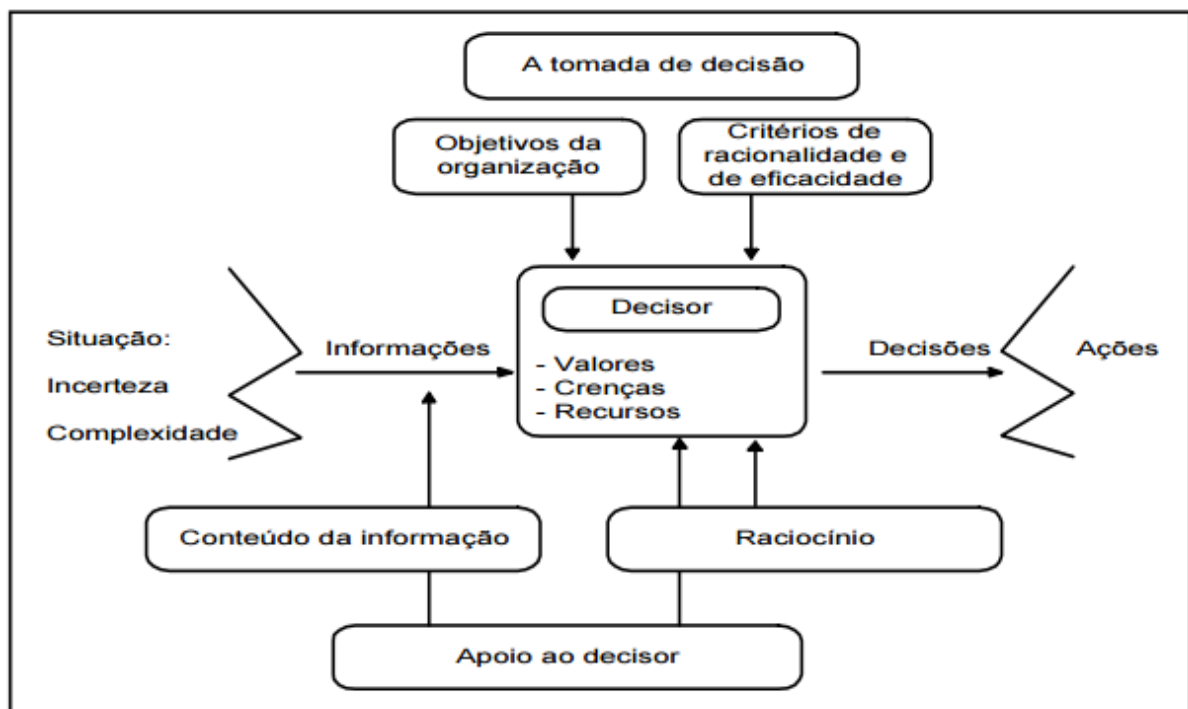 A tomada de decisão
Objetivos da
organização
Critérios de
racionalidade e
de eficacidade
Situação:
Incerteza
Complexidade
Informações
Decisor
- Valores
- Crenças
- Recursos
Decisões
Ações
Conteúdo da informação
Raciocínio
Apoio ao decisor